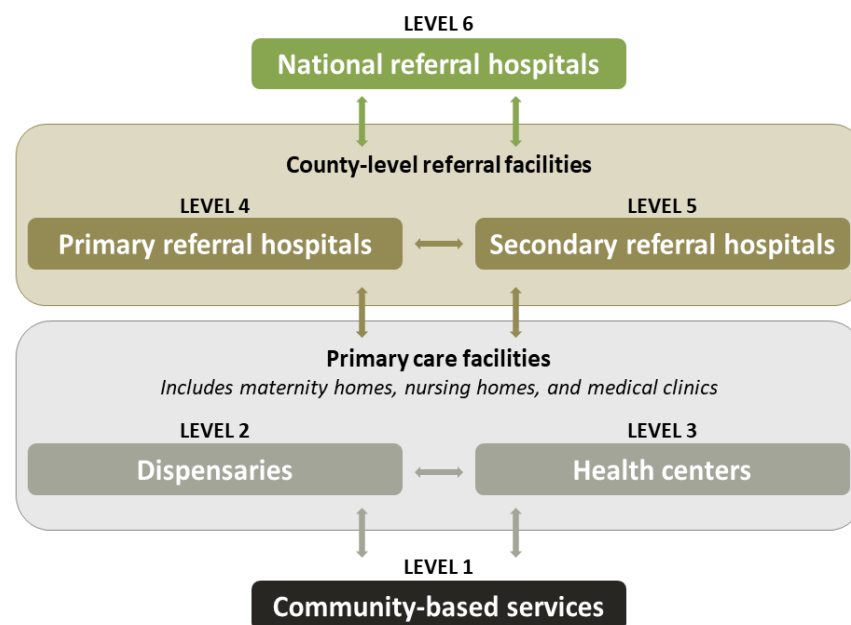 LEVEL 6
National referral hospitals
County-level referral facilities
LEVEL 4
Primary referral hospitals
LEVEL 5
Secondary referral hospitals
Primary care facilities
Includes maternity homes, nursing homes, and medical clinics
LEVEL 2
Dispensaries
LEVEL 3
Health centers
LEVEL 1
Community-based services